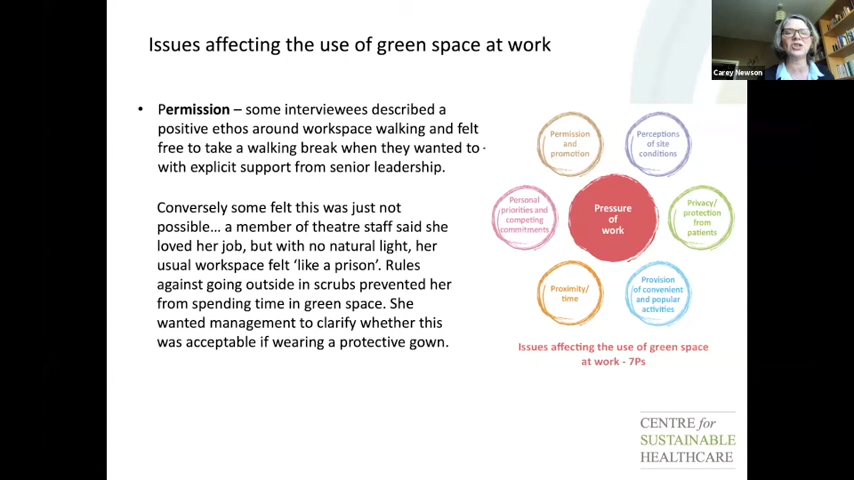 Issues affecting the use of green space at work
Carey Newson
• Permission – some interviewees described a
positive ethos around workspace walking and felt
free to take a walking break when they wanted to -
with explicit support from senior leadership.
Conversely some felt this was just not
possible... a member of theatre staff said she
loved her job, but with no natural light, her
usual workspace felt 'like a prison'. Rules
against going outside in scrubs prevented her
from spending time in green space. She
wanted management to clarify whether this
was acceptable if wearing a protective gown.
Permission
and
promotion
Perceptions
of site
conditions
Personal
priorities and
competing
commitments
Pressure
of
work
Privacy/
protection
from
patients
Proximity/
time
Provision
of convenient
and popular
activities
Issues affecting the use of green space
at work - 7Ps
CENTRE for
SUSTAINABLE
HEALTHCARE